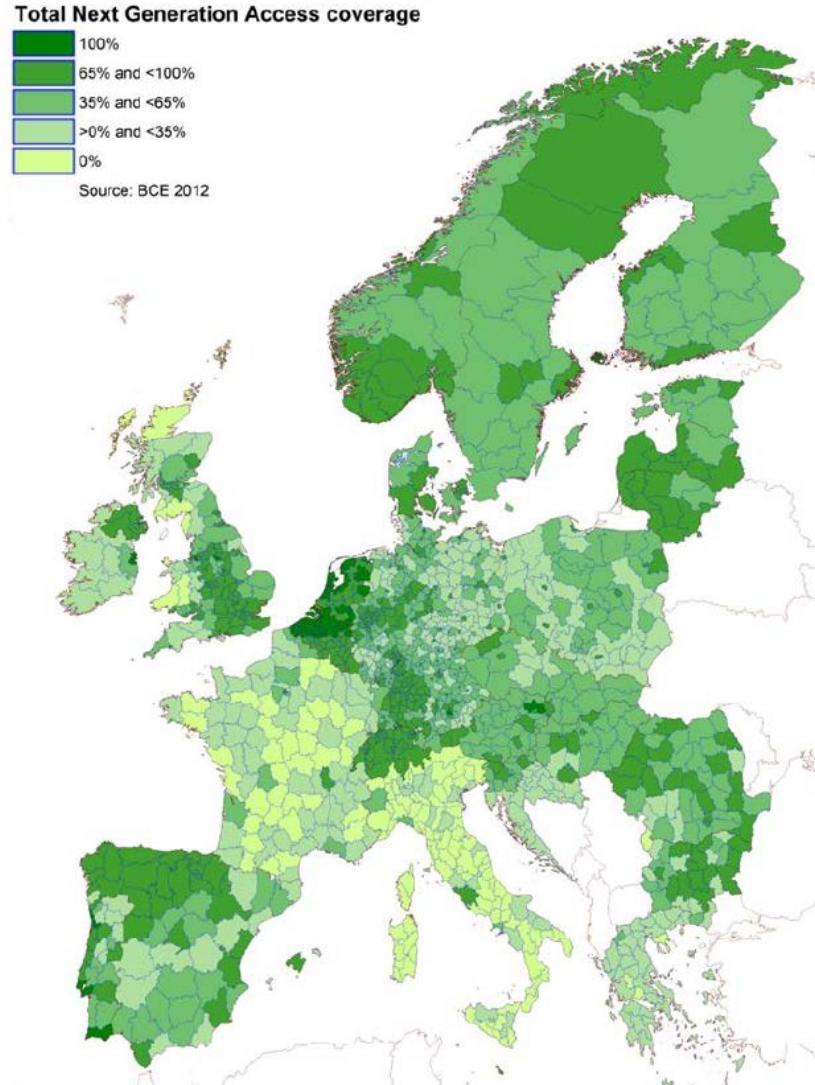 Total Next Generation Access coverage
100%
65% and <100%
35% and <65%
>0% and <35%
0%
Source: BCE 2012